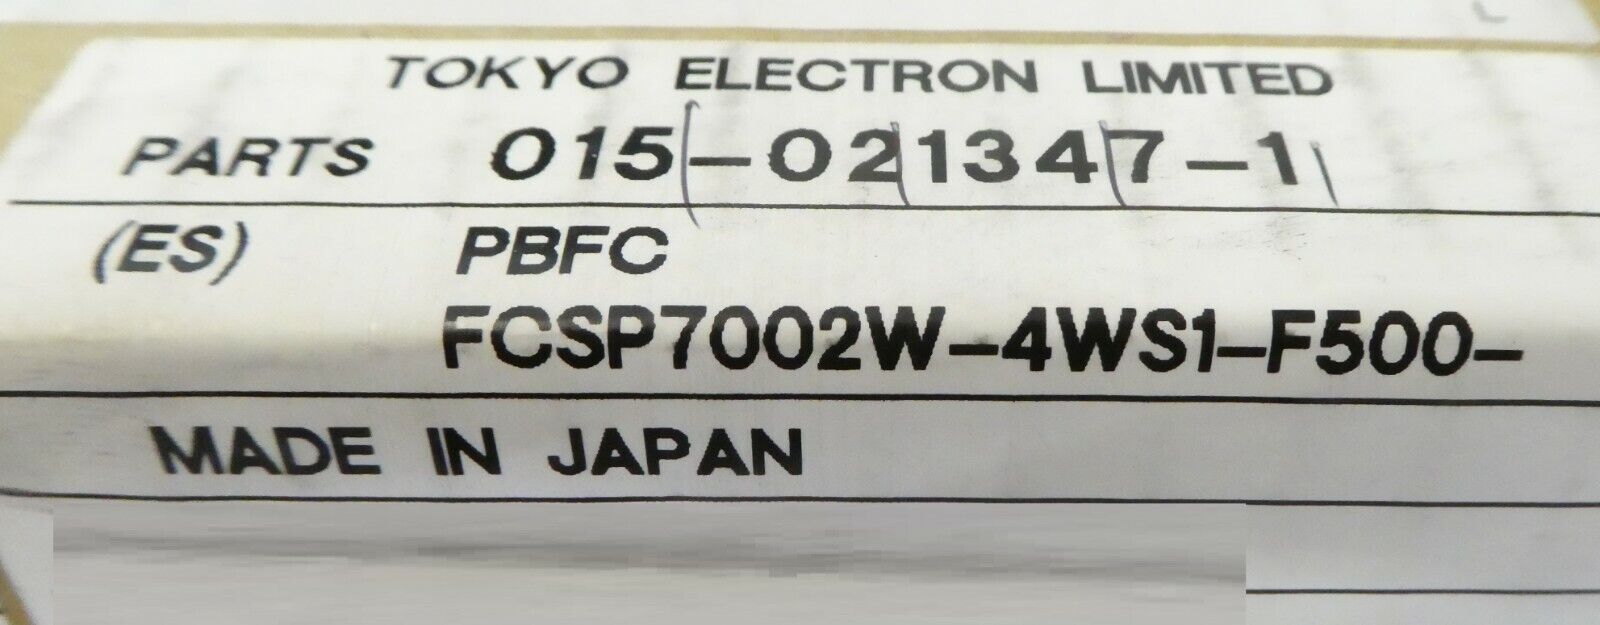 TOKYO ELECTRON LIMITED
PARTS 015-021347-1
(ES) PBFC
FCSP7002W-4WS1-F500-
MADE IN JAPAN